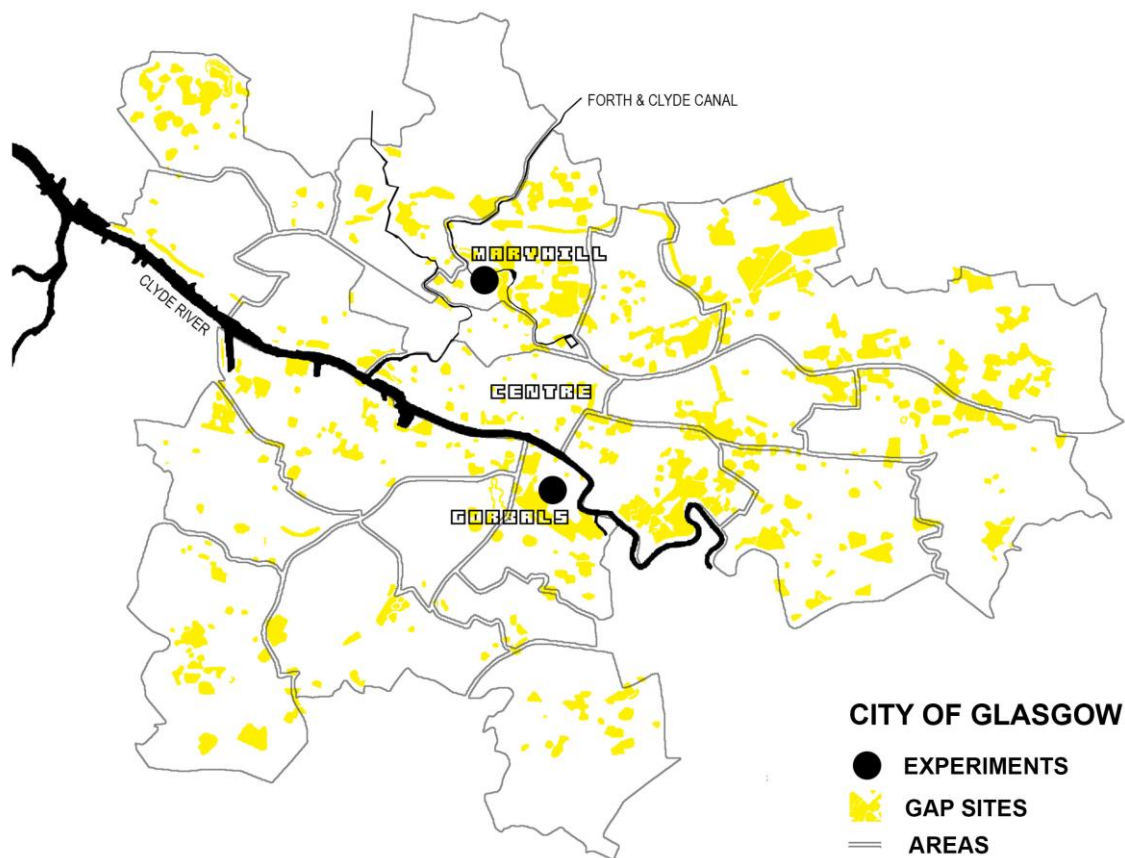 FORTH & CLYDE CANAL
MARYHILL
CLYDE RIVER
CENTRE
GORBALS
CITY OF GLASGOW
EXPERIMENTS
GAP SITES
AREAS